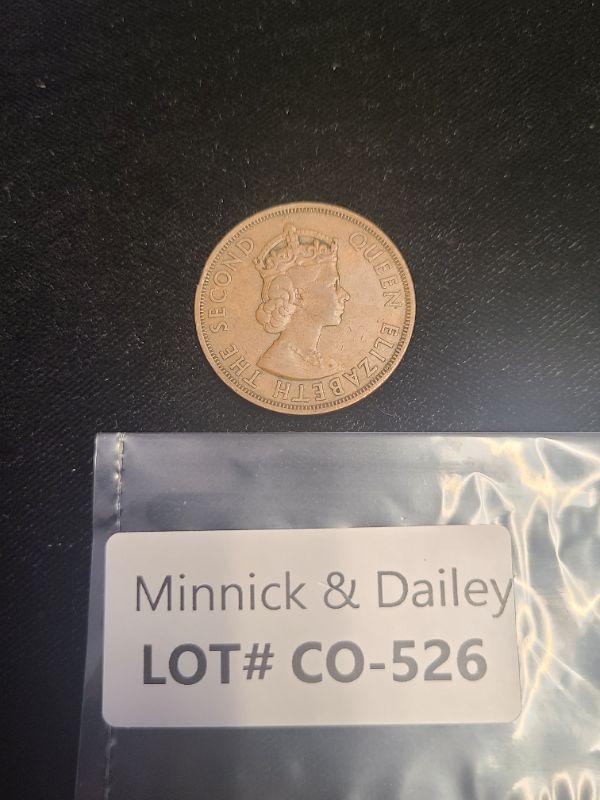 QUEEN ELIZABETH THE SECOND
Minnick & Dailey
LOT# CO-526